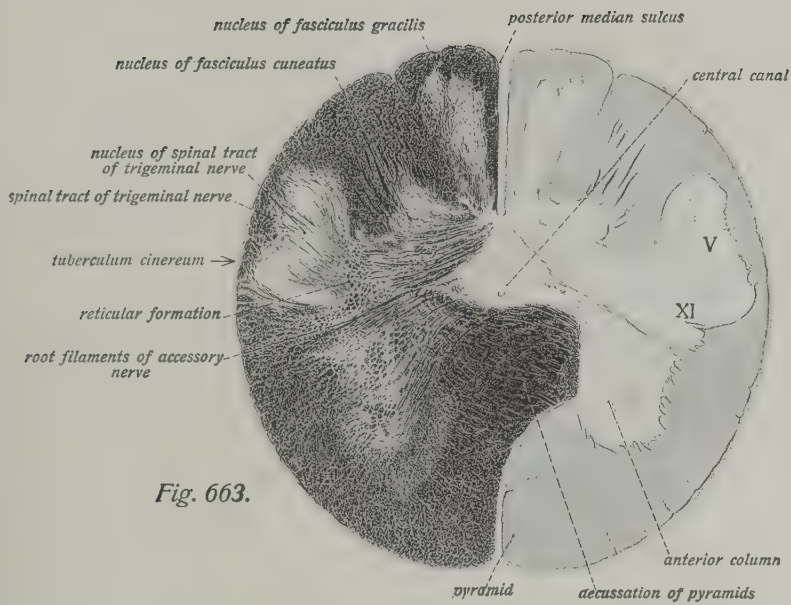 nucleus of fasciculus gracilis
posterior median sulcus
nucleus of fasciculus cuneatus
central canal
nucleus of spinal tract
of trigeminal nerve
spinal tract of trigeminal nerve
V
tuberculum cinereum
XI
reticular formation
root filaments of accessory
nerve
Fig. 663.
anterior column
pyramid
aecussation of pyramids